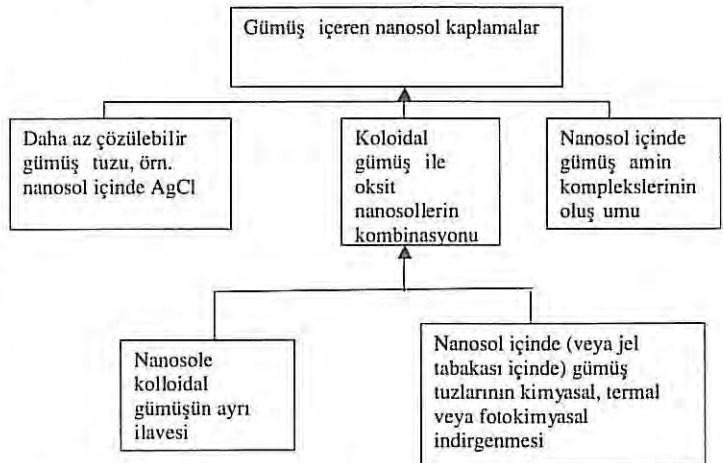 Gümüş içeren nanosol kaplamalar
Daha az çözülebilir
gümüş tuzu, örn.
nanosol içinde AgCl
Koloidal
gümüş ile
oksit
nanosollerin
kombinasyonu
Nanosol içinde
gümüş amin
komplekslerinin
oluş umu
Nanosole
kolloidal
gümüşün ayrı
ilavesi
Nanosol içinde (veya jel
tabakası içinde) gümüş
tuzlarının kimyasal, termal
veya fotokimyasal
indirgenmesi